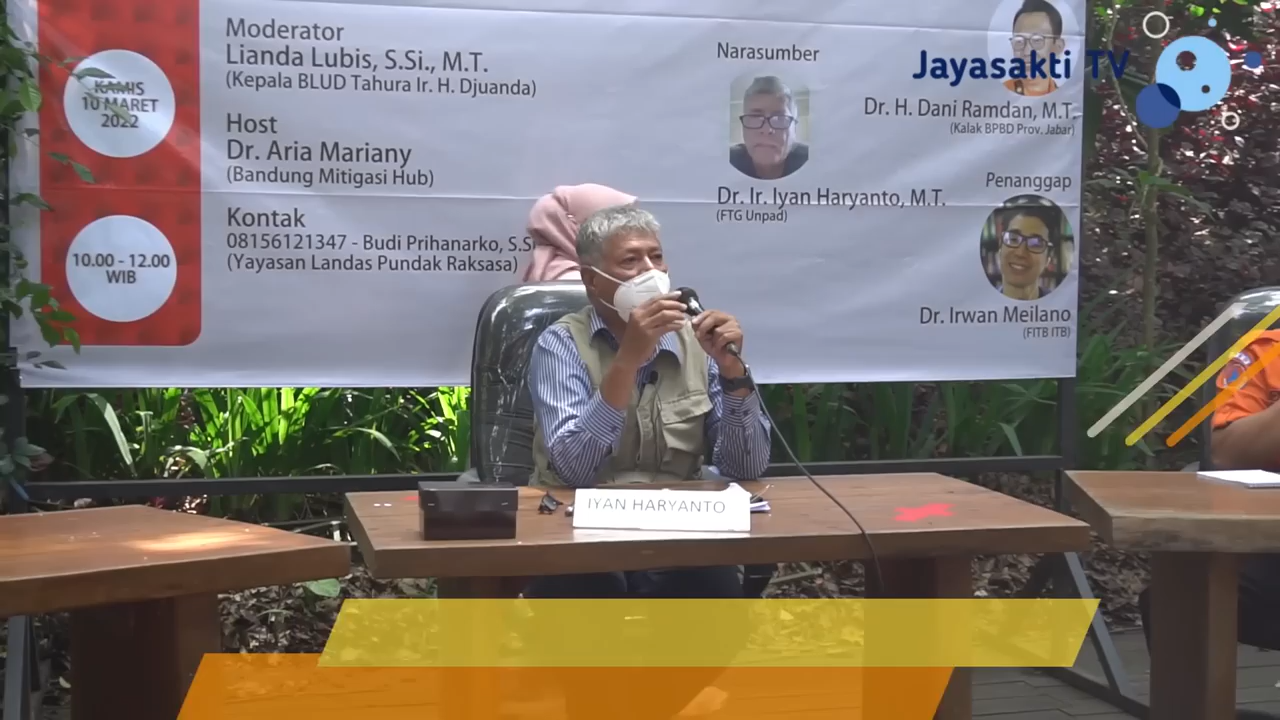 KAMIS
10 MARET
2022
10.00 - 12.00
WIB
Moderator
Lianda Lubis, S.Si., M.T.
(Kepala BLUD Tahura Ir. H. Djuanda)
Host
Dr. Aria Mariany
(Bandung Mitigasi Hub)
Kontak
08156121347 - Budi Prihanarko, S.S
(Yayasan Landas Pundak Raksasa)
Narasumber
Dr. Ir. Iyan Haryanto, M.T.
(FTG Unpad)
Jayasakti TV
Dr. H. Dani Ramdan, M.T.
(Kalak BPBD Prov. Jabar)
Penanggap
Dr. Irwan Meilano
(FITB ITB)
IYAN HARYANTO